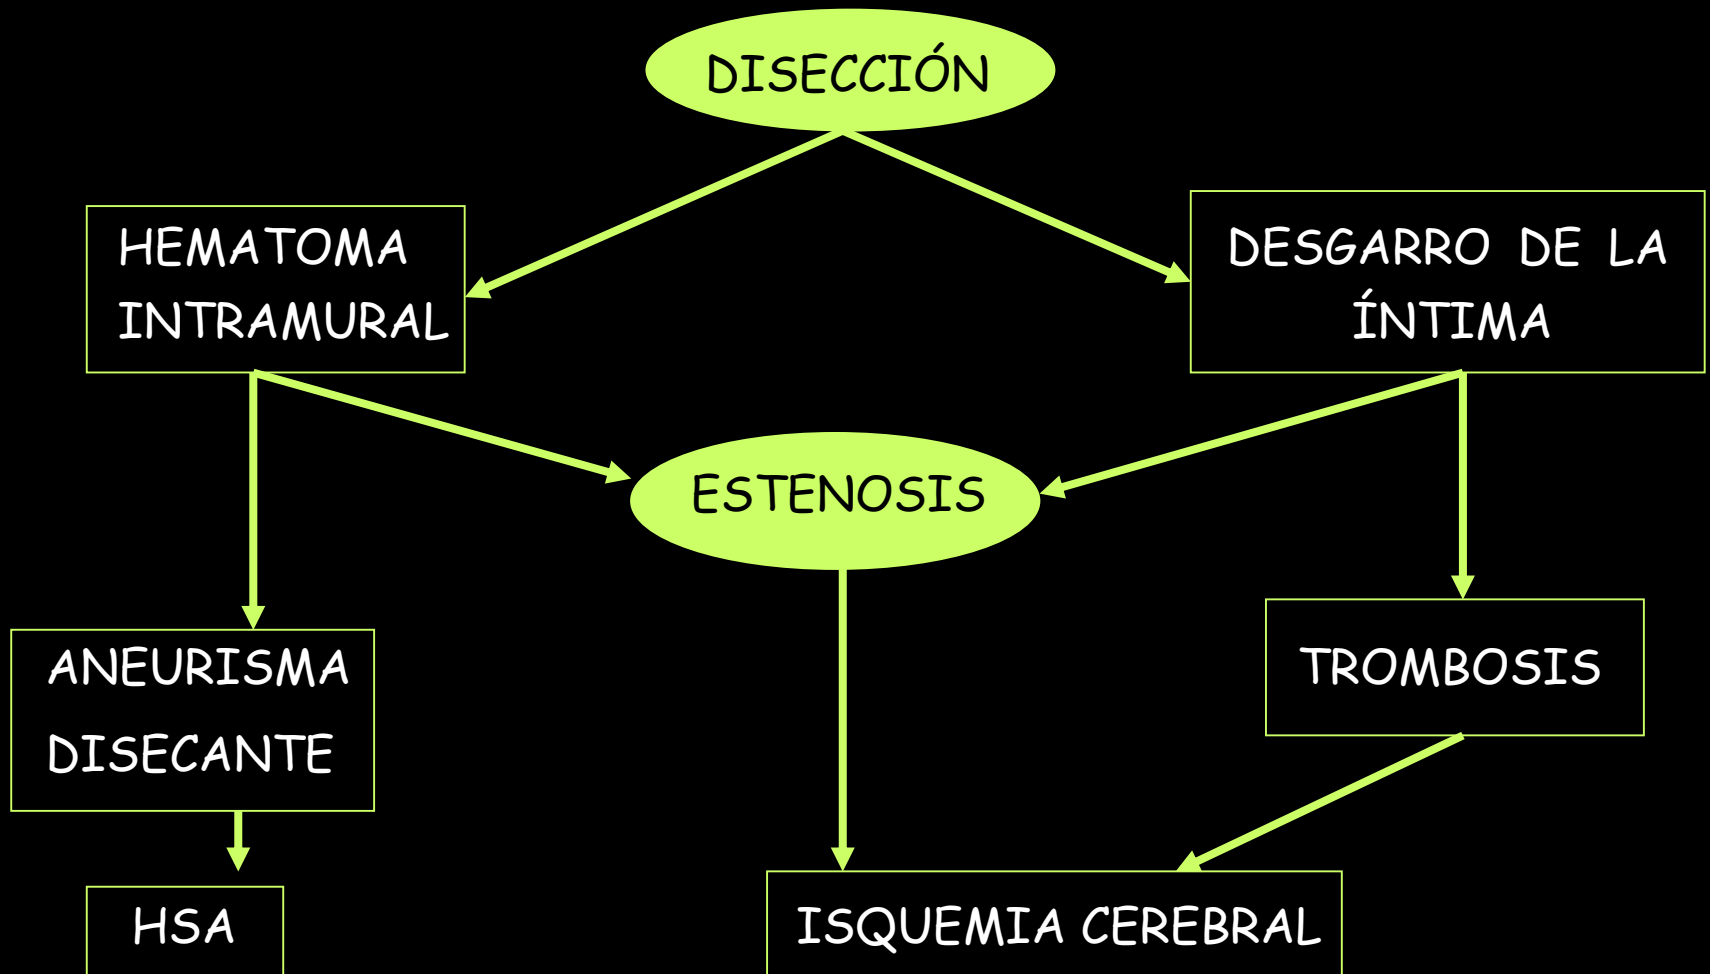 DISECCIÓN
HEMATOMA
INTRAMURAL
DESGARRO DE LA
ÍNTIMA
ESTENOSIS
ANEURISMA
DISECANTE
TROMBOSIS
HSA
ISQUEMIA CEREBRAL